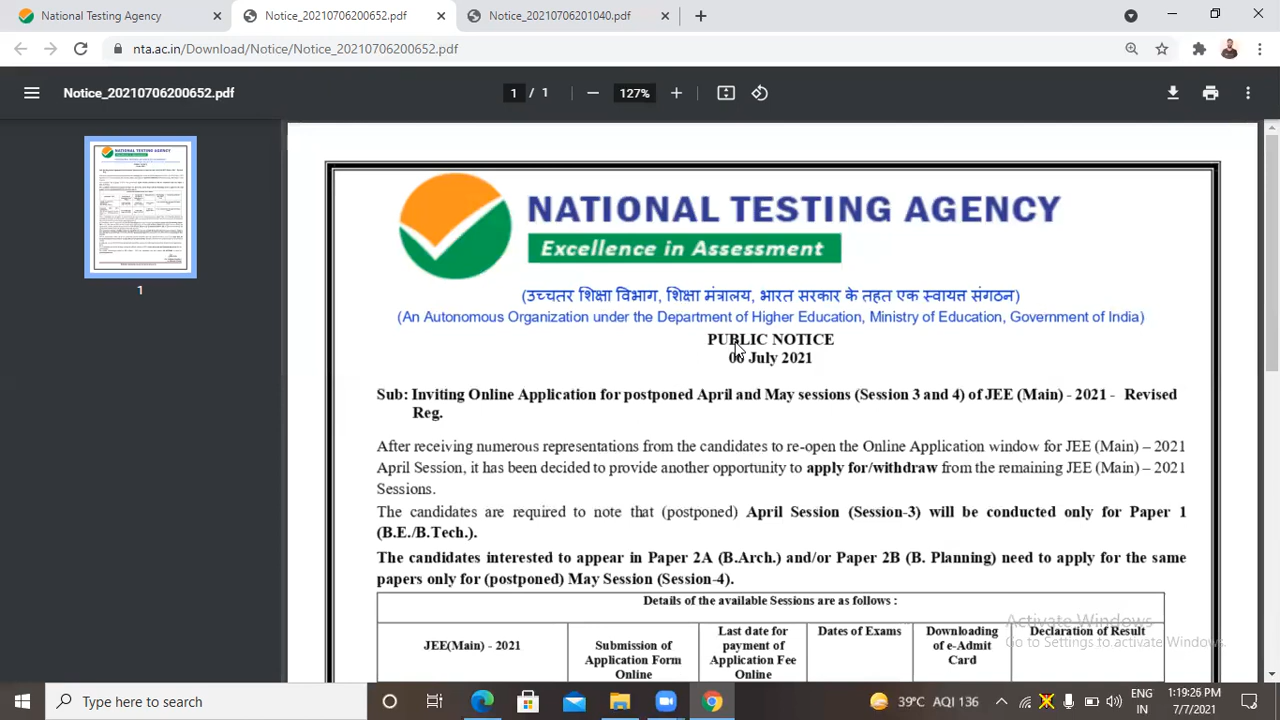 National Testing Agency
Notice_20210706200652.pdf
Notice_20210706201040.pdf
nta.ac.in/Download/Notice/Notice_20210706200652.pdf
Notice_20210706200652.pdf
1 / 1
127%
1
NATIONAL TESTING AGENCY
Excellence in Assessment
(उच्चतर शिक्षा विभाग, शिक्षा मंत्रालय, भारत सरकार के तहत एक स्वायत्त संगठन)
(An Autonomous Organization under the Department of Higher Education, Ministry of Education, Government of India)
PUBLIC NOTICE
06 July 2021
Sub: Inviting Online Application for postponed April and May sessions (Session 3 and 4) of JEE (Main) - 2021 - Revised
Reg.
After receiving numerous representations from the candidates to re-open the Online Application window for JEE (Main) – 2021
April Session, it has been decided to provide another opportunity to apply for/withdraw from the remaining JEE (Main) – 2021
Sessions.
The candidates are required to note that (postponed) April Session (Session-3) will be conducted only for Paper 1
(B.E./B.Tech.).
The candidates interested to appear in Paper 2A (B.Arch.) and/or Paper 2B (B. Planning) need to apply for the same
papers only for (postponed) May Session (Session-4).
Details of the available Sessions are as follows :
JEE(Main) - 2021
Submission of
Application Form
Online
Last date for
payment of
Application Fee
Online
Dates of Exams
Downloading
of e-Admit
Card
Declaration of Result
Activate Windows
Go to Settings to activate Windows.
Type here to search
39°C AQI 136
ENG
IN
1:19:26 PM
7/7/2021